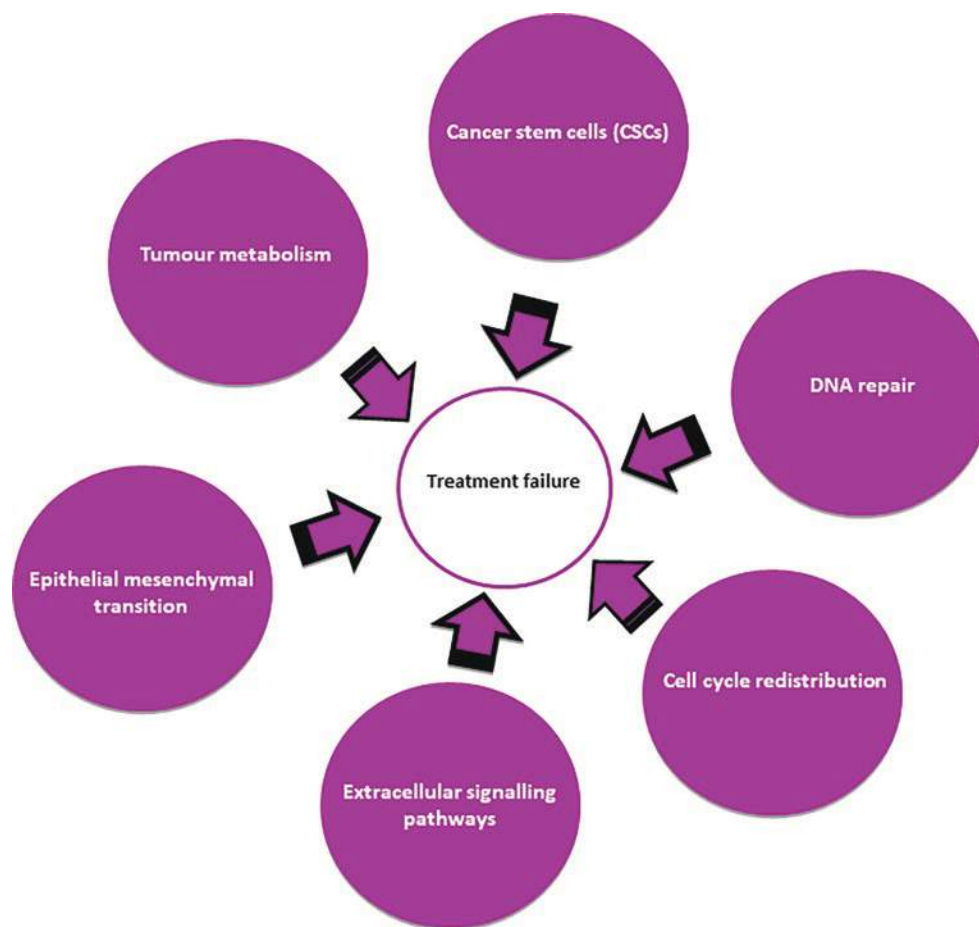 Cancer stem cells (CSCs)
Tumour metabolism
DNA repair
Treatment failure
Epithelial mesenchymal
transition
Cell cycle redistribution
Extracellular signalling
pathways